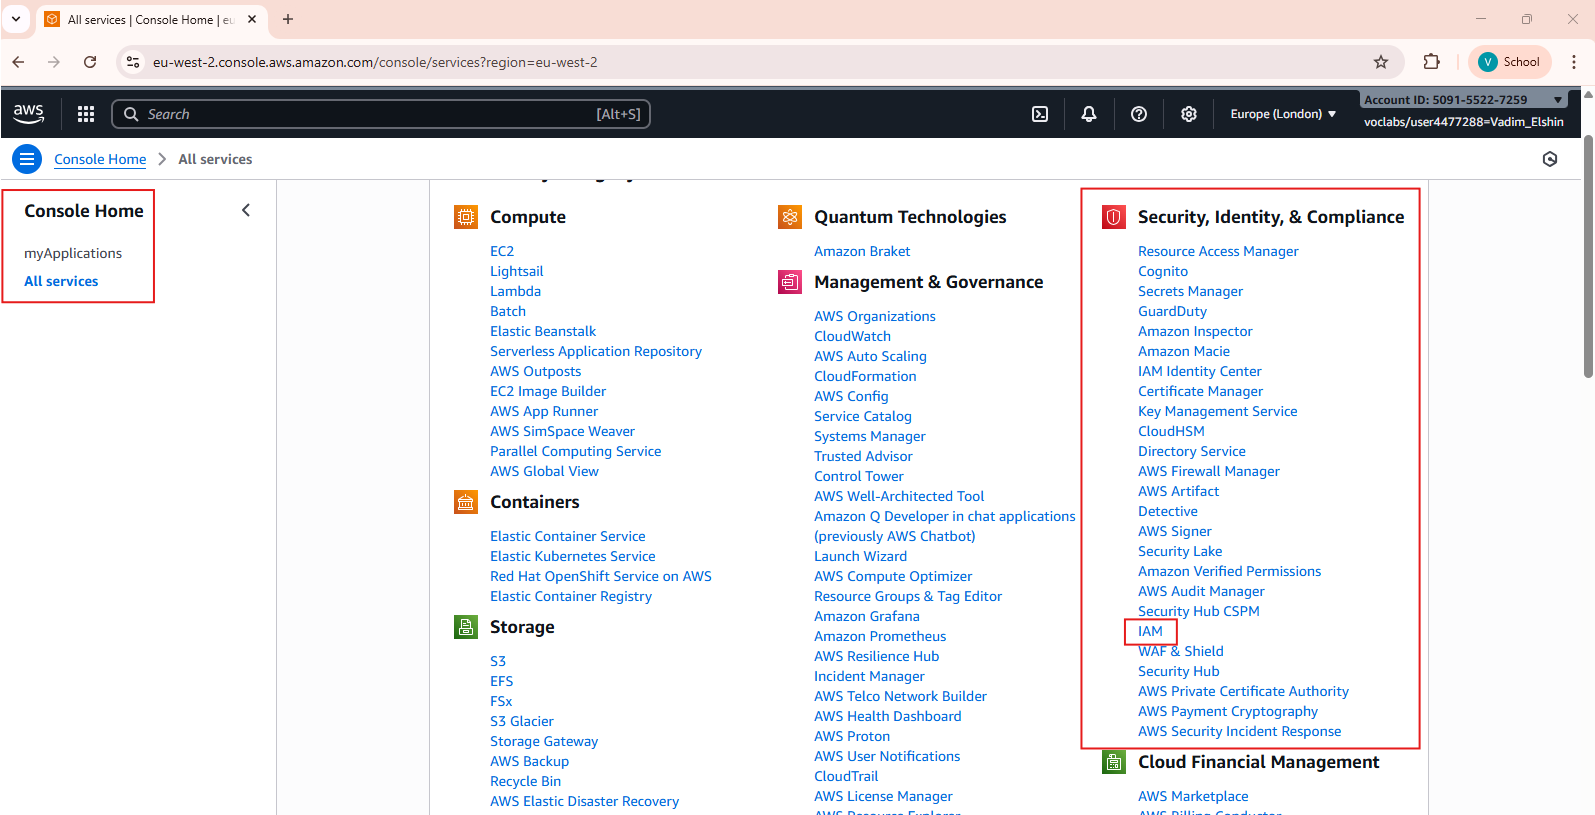 All services | Console Home | eu
School
eu-west-2.console.aws.amazon.com/console/services?region=eu-west-2
V
aws
Search
[Alt+S]
Europe (London)
Account ID: 5091-5522-7259
voclabs/user4477288=Vadim_Elshin
Console Home
All services
Console Home
myApplications
All services
Compute
EC2
Lightsail
Lambda
Batch
Elastic Beanstalk
Serverless Application Repository
AWS Outposts
EC2 Image Builder
AWS App Runner
AWS SimSpace Weaver
Parallel Computing Service
AWS Global View
Containers
Elastic Container Service
Elastic Kubernetes Service
Red Hat OpenShift Service on AWS
Elastic Container Registry
Storage
S3
EFS
FSx
S3 Glacier
Storage Gateway
AWS Backup
Recycle Bin
AWS Elastic Disaster Recovery
Quantum Technologies
Amazon Braket
Management & Governance
AWS Organizations
CloudWatch
AWS Auto Scaling
CloudFormation
AWS Config
Service Catalog
Systems Manager
Trusted Advisor
Control Tower
AWS Well-Architected Tool
Amazon Q Developer in chat applications
(previously AWS Chatbot)
Launch Wizard
AWS Compute Optimizer
Resource Groups & Tag Editor
Amazon Grafana
Amazon Prometheus
AWS Resilience Hub
Incident Manager
AWS Telco Network Builder
AWS Health Dashboard
AWS Proton
AWS User Notifications
CloudTrail
AWS License Manager
AWS Resource Explorer
Security, Identity, & Compliance
Resource Access Manager
Cognito
Secrets Manager
GuardDuty
Amazon Inspector
Amazon Macie
IAM Identity Center
Certificate Manager
Key Management Service
CloudHSM
Directory Service
AWS Firewall Manager
AWS Artifact
Detective
AWS Signer
Security Lake
Amazon Verified Permissions
AWS Audit Manager
Security Hub CSPM
IAM
WAF & Shield
Security Hub
AWS Private Certificate Authority
AWS Payment Cryptography
AWS Security Incident Response
Cloud Financial Management
AWS Marketplace
AWS Billing Conductor